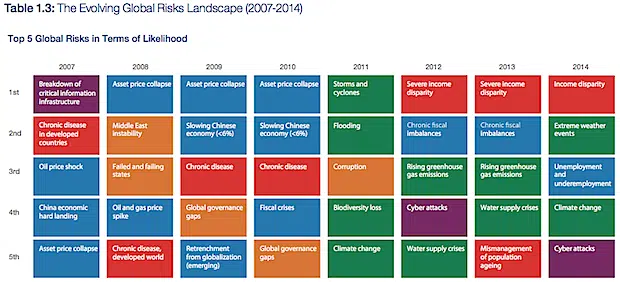 Table 1.3: The Evolving Global Risks Landscape (2007-2014)
Top 5 Global Risks in Terms of Likelihood
2007 2008 2009 2010 2011 2012 2013 2014
1st
Breakdown of
critical information
infrastructure
Asset price collapse
Asset price collapse
Asset price collapse
Storms and
cyclones
Severe income
disparity
Severe income
disparity
Income disparity
2nd
Chronic disease
in developed
countries
Middle East
instability
Slowing Chinese
economy (<6%)
Slowing Chinese
economy (<6%)
Flooding
Chronic fiscal
imbalances
Chronic fiscal
imbalances
Extreme weather
events
3rd
Oil price shock
Failed and failing
states
Chronic disease
Chronic disease
Corruption
Rising greenhouse
gas emissions
Rising greenhouse
gas emissions
Unemployment and
underemployment
4th
China economic
hard landing
Oil and gas price
spike
Global governance
gaps
Fiscal crises
Biodiversity loss
Cyber attacks
Water supply crises
Climate change
5th
Asset price collapse
Chronic disease,
developed world
Retrenchment
from globalization
(emerging)
Global governance
gaps
Climate change
Water supply crises
Mismanagement
of population
ageing
Cyber attacks